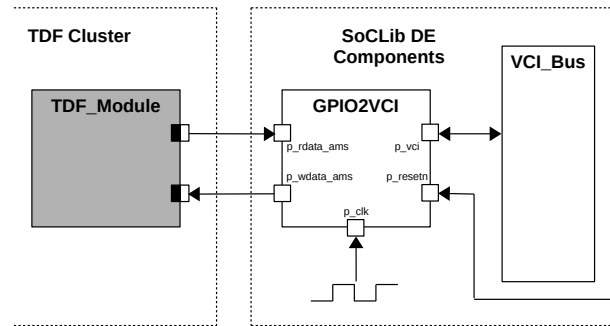 TDF Cluster
SoCLib DE
Components
TDF_Module
GPIO2VCI
VCI_Bus
p_rdata_ams
p_vci
p_wdata_ams
p_resetn
p_clk